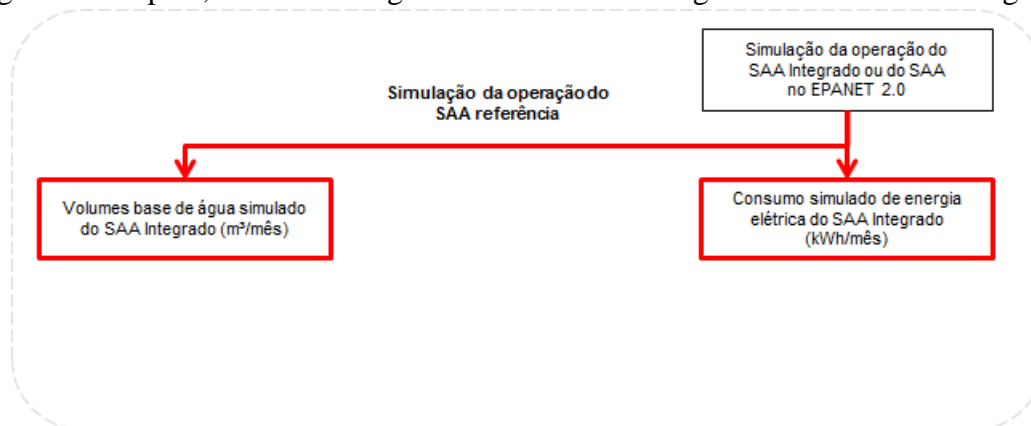 Simulação da operação do
SAA Integrado ou do SAA
no EPANET 2.0
Simulação da operação do
SAA referência
Volumes base de água simulado
do SAA Integrado (m³/mês)
Consumo simulado de energia
elétrica do SAA Integrado
(kWh/mês)